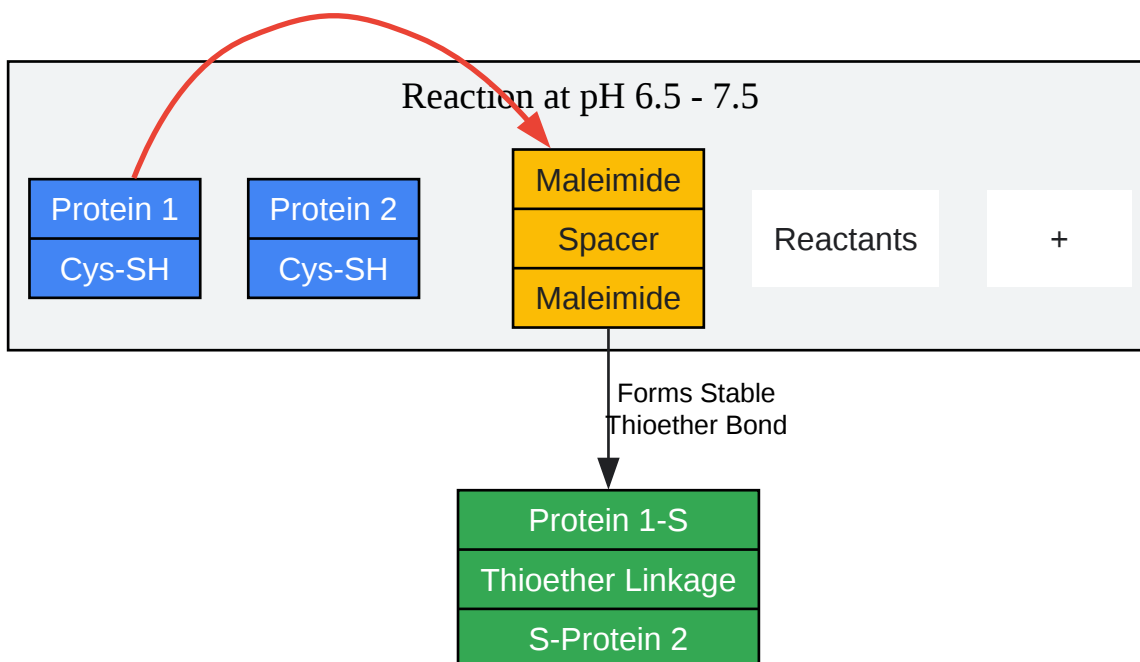 Reaction at pH 6.5 - 7.5
Protein 1
Cys-SH
Protein 2
Cys-SH
Maleimide
Spacer
Maleimide
Reactants
+
Forms Stable
Thioether Bond
Protein 1-S
Thioether Linkage
S-Protein 2